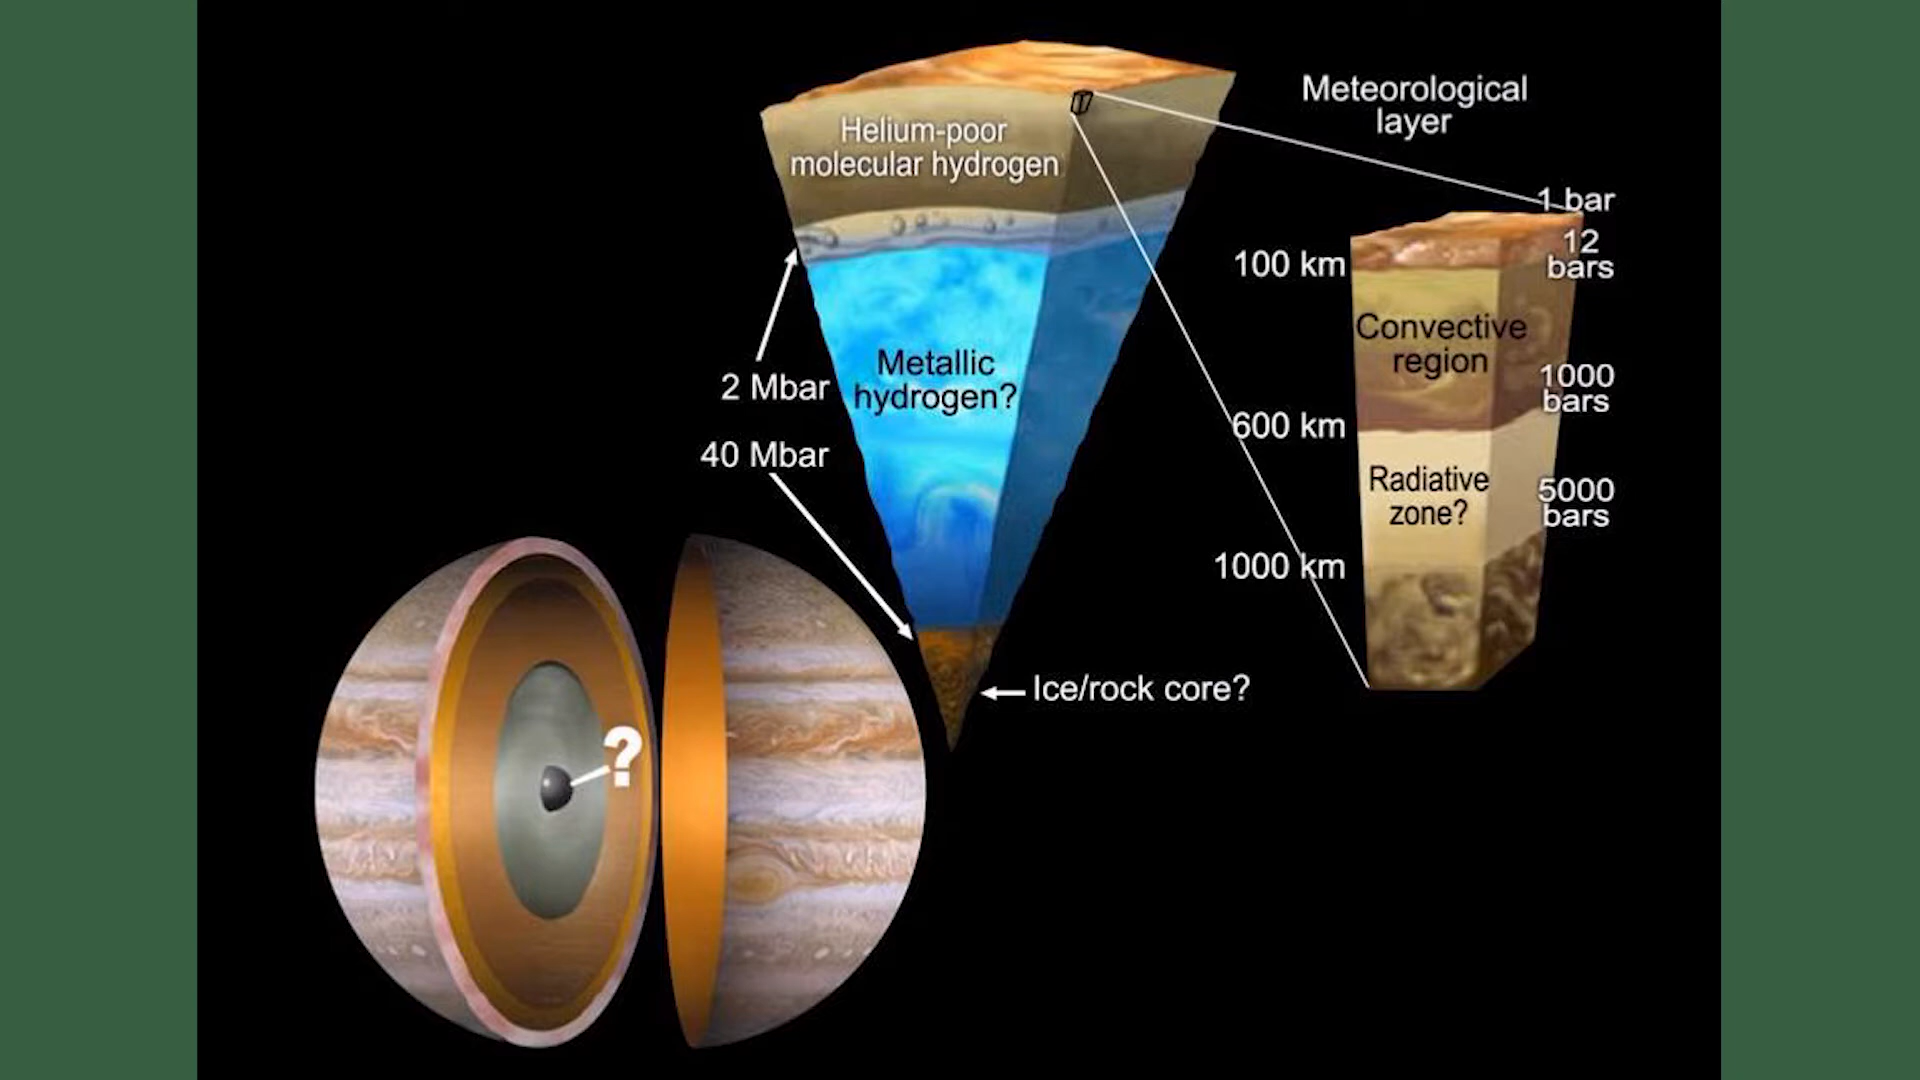 Helium-poor
molecular hydrogen
Meteorological
layer
1 bar
12
bars
100 km
Convective
region
1000
bars
600 km
Radiative
zone?
5000
bars
1000 km
Metallic
hydrogen?
2 Mbar
40 Mbar
Ice/rock core?
?